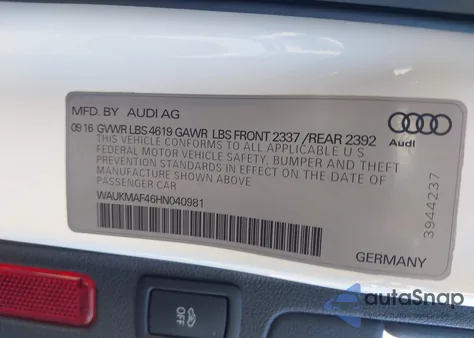 MFD. BY AUDI AG
09 16 GVWR LBS 4619 GAWR LBS FRONT 2337 / REAR 2392
THIS VEHICLE CONFORMS TO ALL APPLICABLE U S
FEDERAL MOTOR VEHICLE SAFETY, BUMPER AND THEFT
PREVENTION STANDARDS IN EFFECT ON THE DATE OF
MANUFACTURE SHOWN ABOVE
PASSENGER CAR
WAUKMAF46HN040981
Audi
3944237
GERMANY
OFF
autoSnap